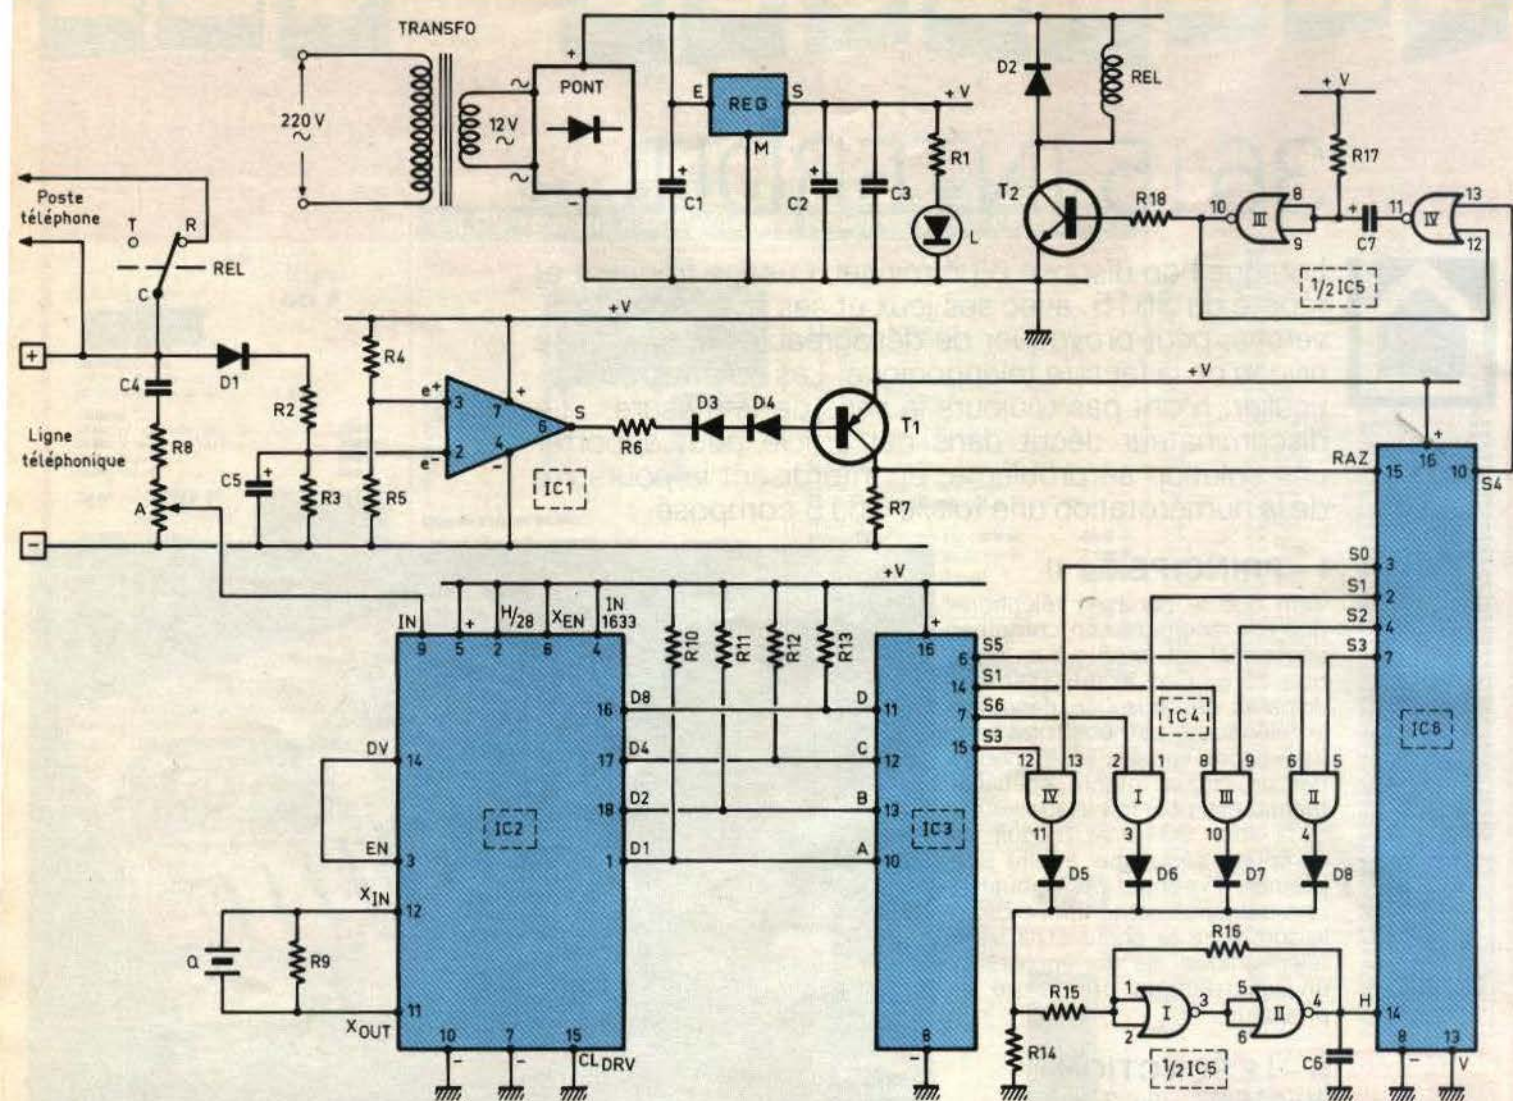 TRANSFO
220 V
~
12V
~
~
~
+
PONT
-
E
REG
S
M
+V
C1
+
C2
+
C3
R1
L
D2
REL
T2
R18
10
III
8
9
+V
R17
+
C7
11
IV
13
12
1/2 IC5
Poste
téléphone
T
R
REL
C
+
C4
D1
R8
A
Ligne
téléphonique
-
R2
C5
+
R3
R4
R5
+V
e+
3
7
+
6
S
e-
2
4
-
IC1
R6
D3
D4
T1
R7
+V
RAZ
15
+
16
10
S4
S0
3
S1
2
S2
4
S3
7
IC6
H
14
8
-
13
V
IN
9
5
+
2
H/28
6
XEN
4
IN
1633
+V
R10
R11
R12
R13
16
D8
17
D4
18
D2
1
D1
DV
14
EN
3
IC2
XIN
12
Q
R9
XOUT
11
10
-
7
-
15
CLDRV
16
+
D
11
C
12
B
13
A
10
IC3
8
-
6
S5
14
S1
7
S6
15
S3
IC4
12
13
IV
11
2
1
I
3
8
9
III
10
6
5
II
4
D5
D6
D7
D8
R16
R15
R14
1
2
I
3
5
6
II
4
1/2 IC5
C6